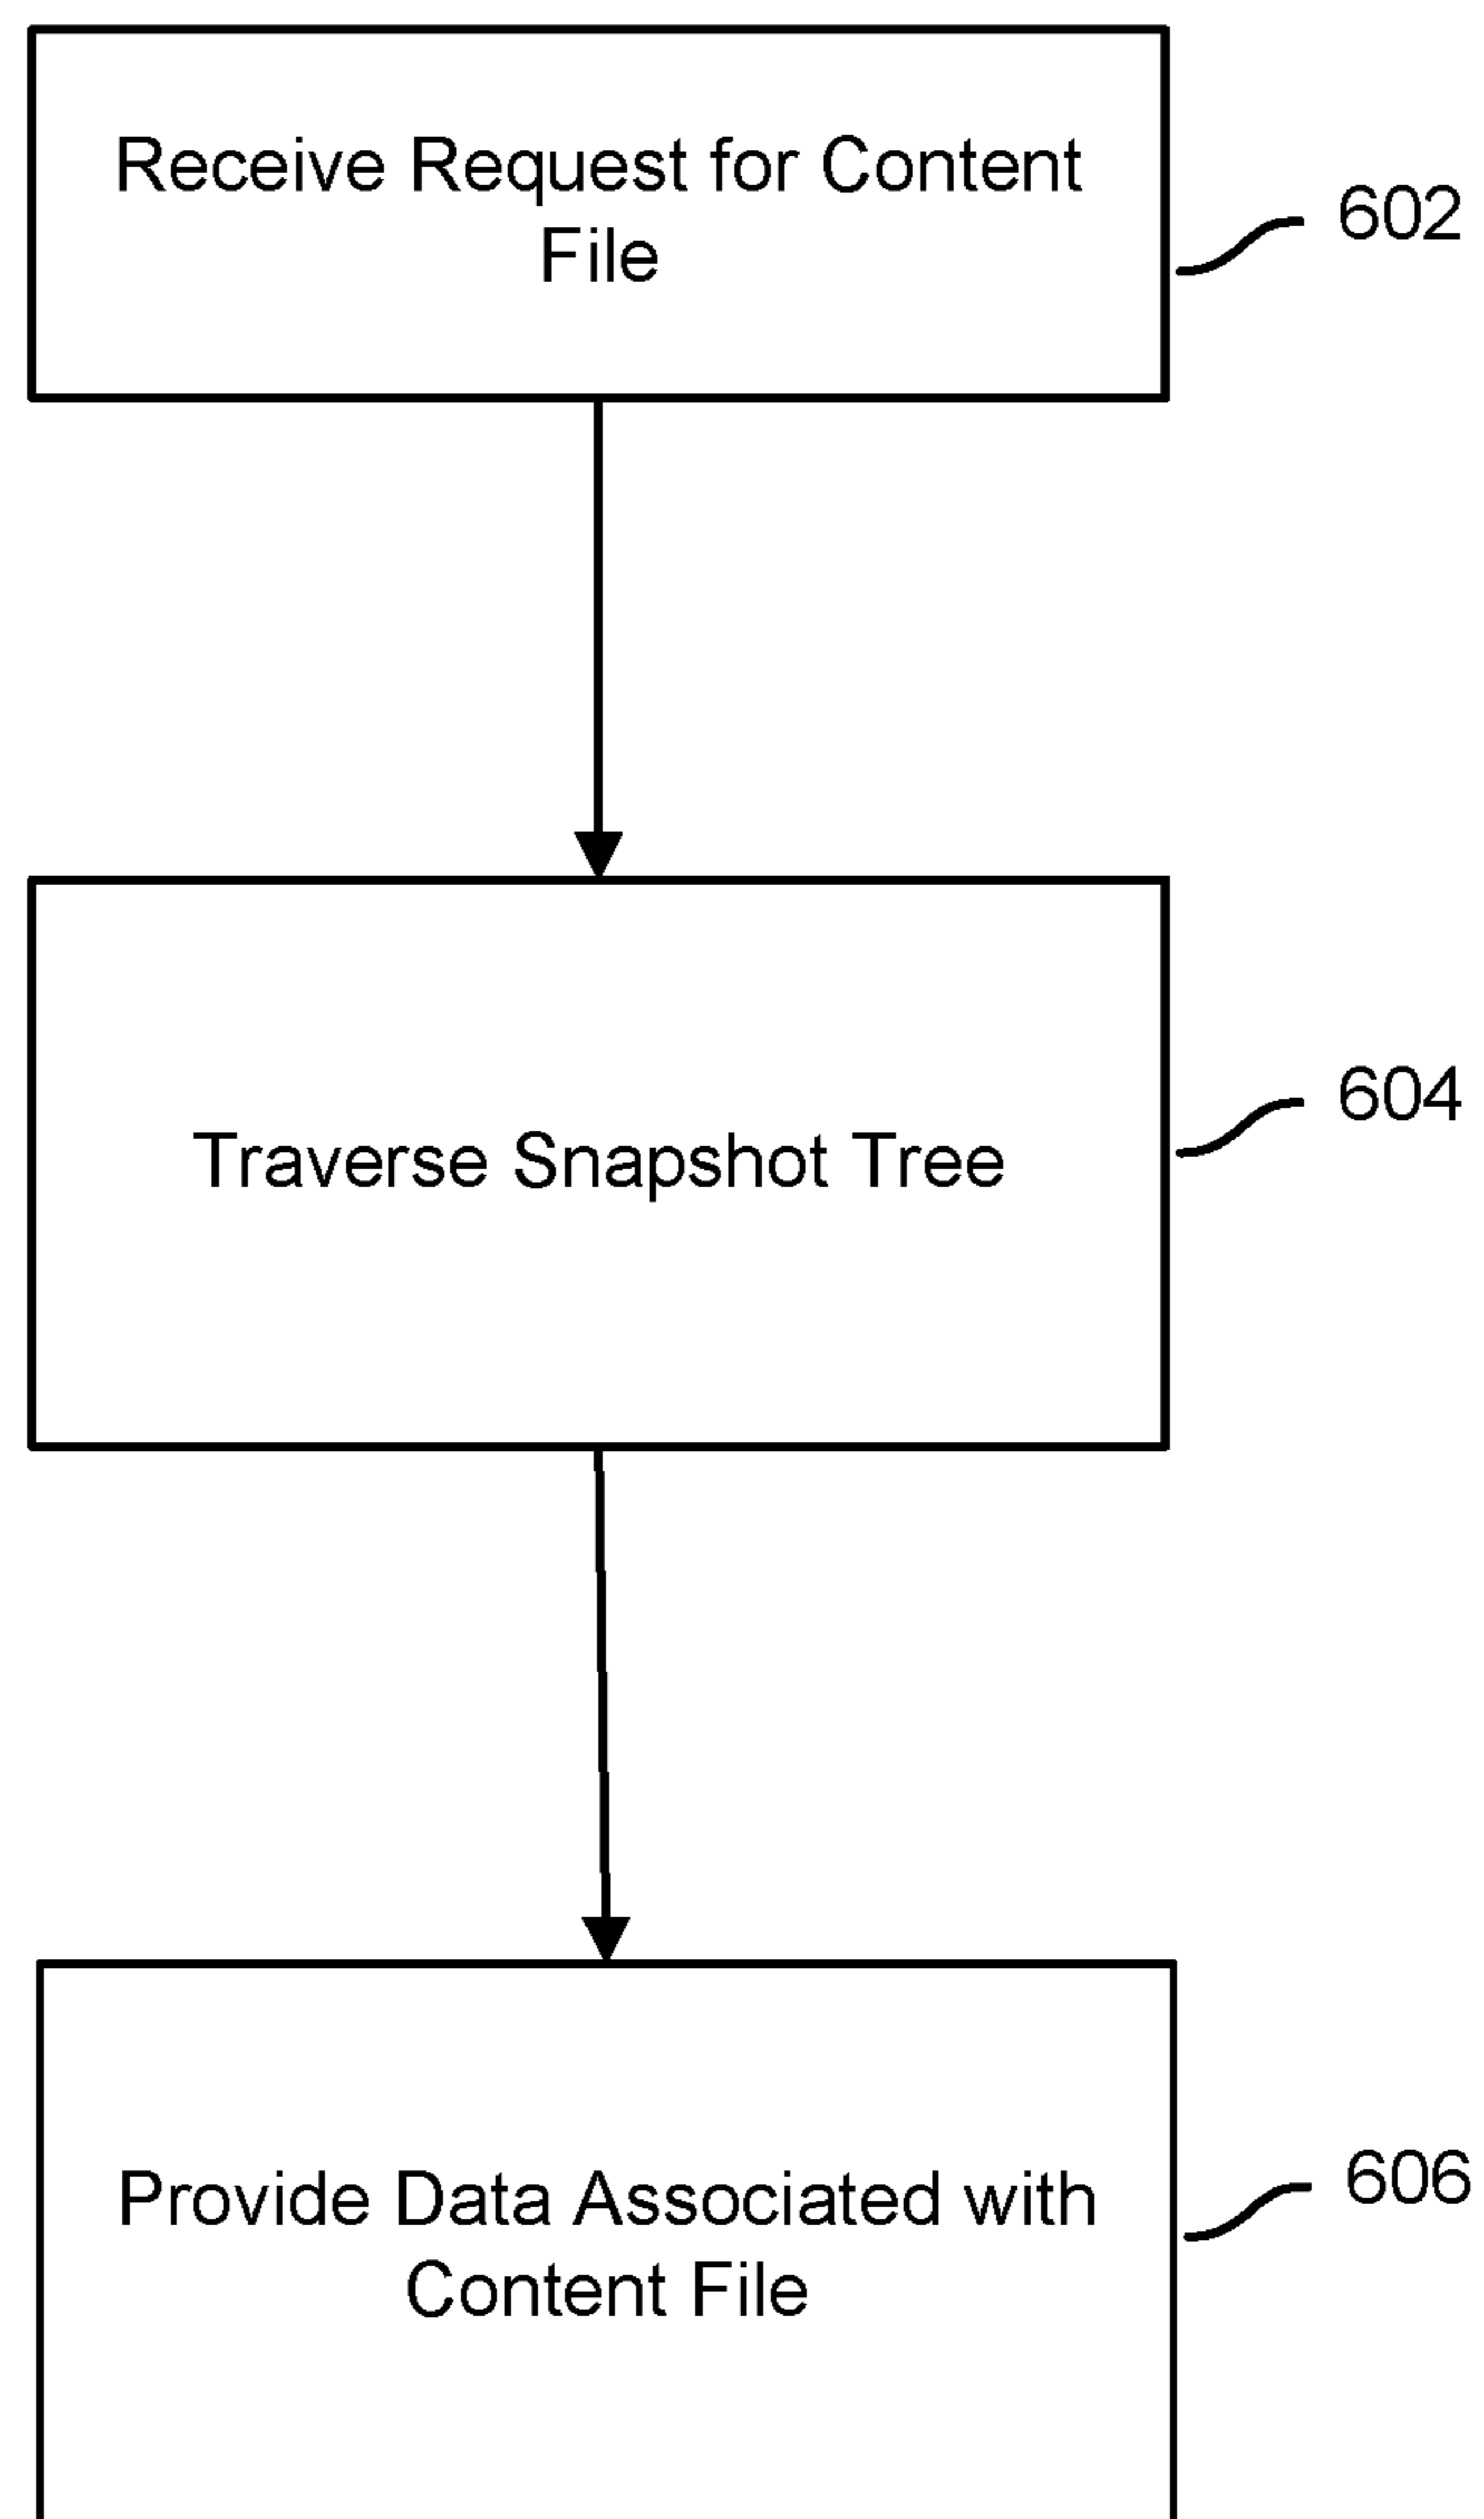 Receive Request for Content
File
602
Traverse Snapshot Tree
604
Provide Data Associated with
Content File
606